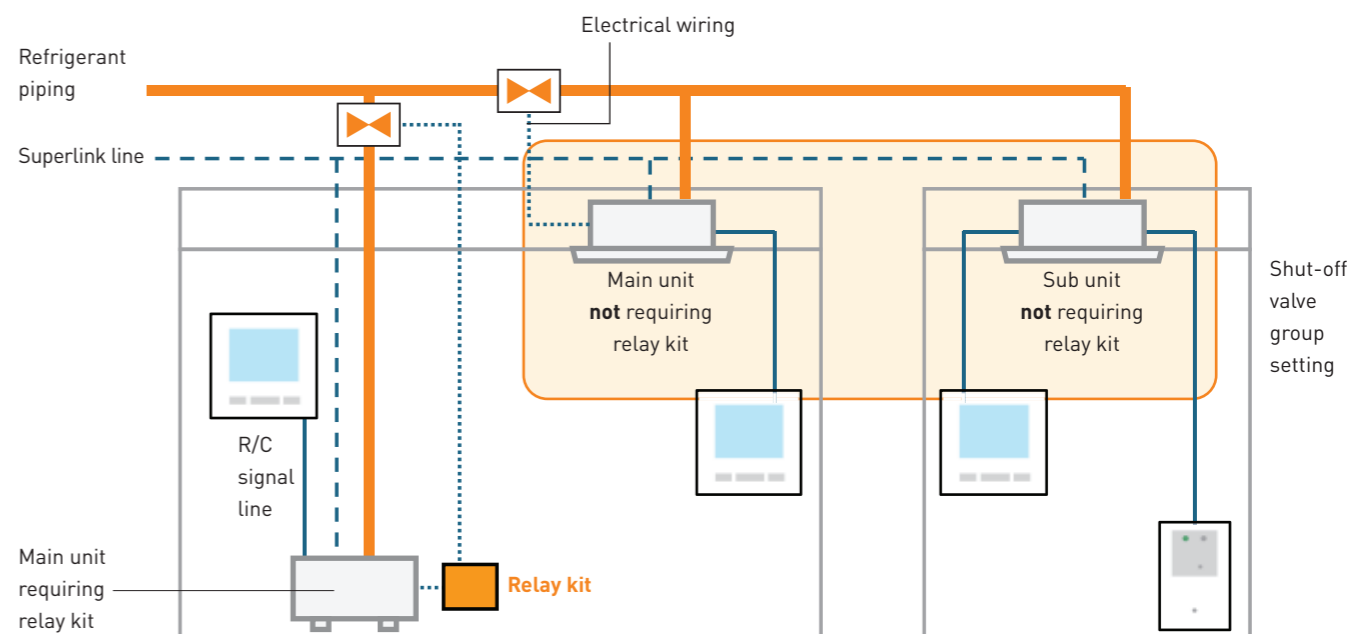 Electrical wiring
Refrigerant
piping
Superlink line
Main unit
not requiring
relay kit
Sub unit
not requiring
relay kit
Shut-off
valve
group
setting
R/C
signal
line
Main unit
requiring
relay kit
Relay kit